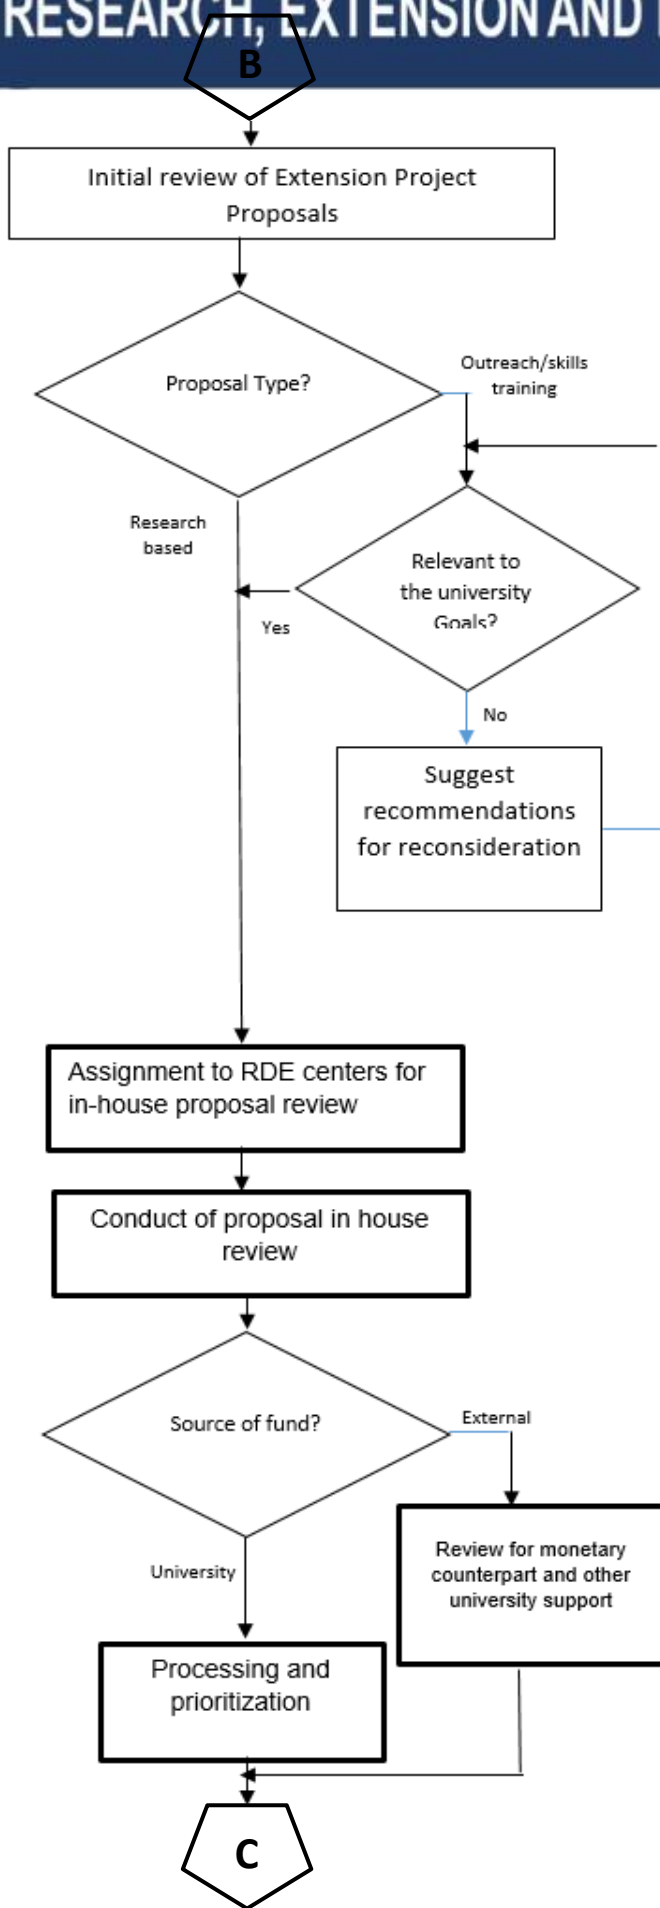 RESEARCH, EXTENSION AND
B
Initial review of Extension Project
Proposals
Proposal Type?
Outreach/skills
training
Research
based
Relevant to
the university
Goals?
Yes
No
Suggest
recommendations
for reconsideration
Assignment to RDE centers for
in-house proposal review
Conduct of proposal in house
review
Source of fund?
External
University
Review for monetary
counterpart and other
university support
Processing and
prioritization
C